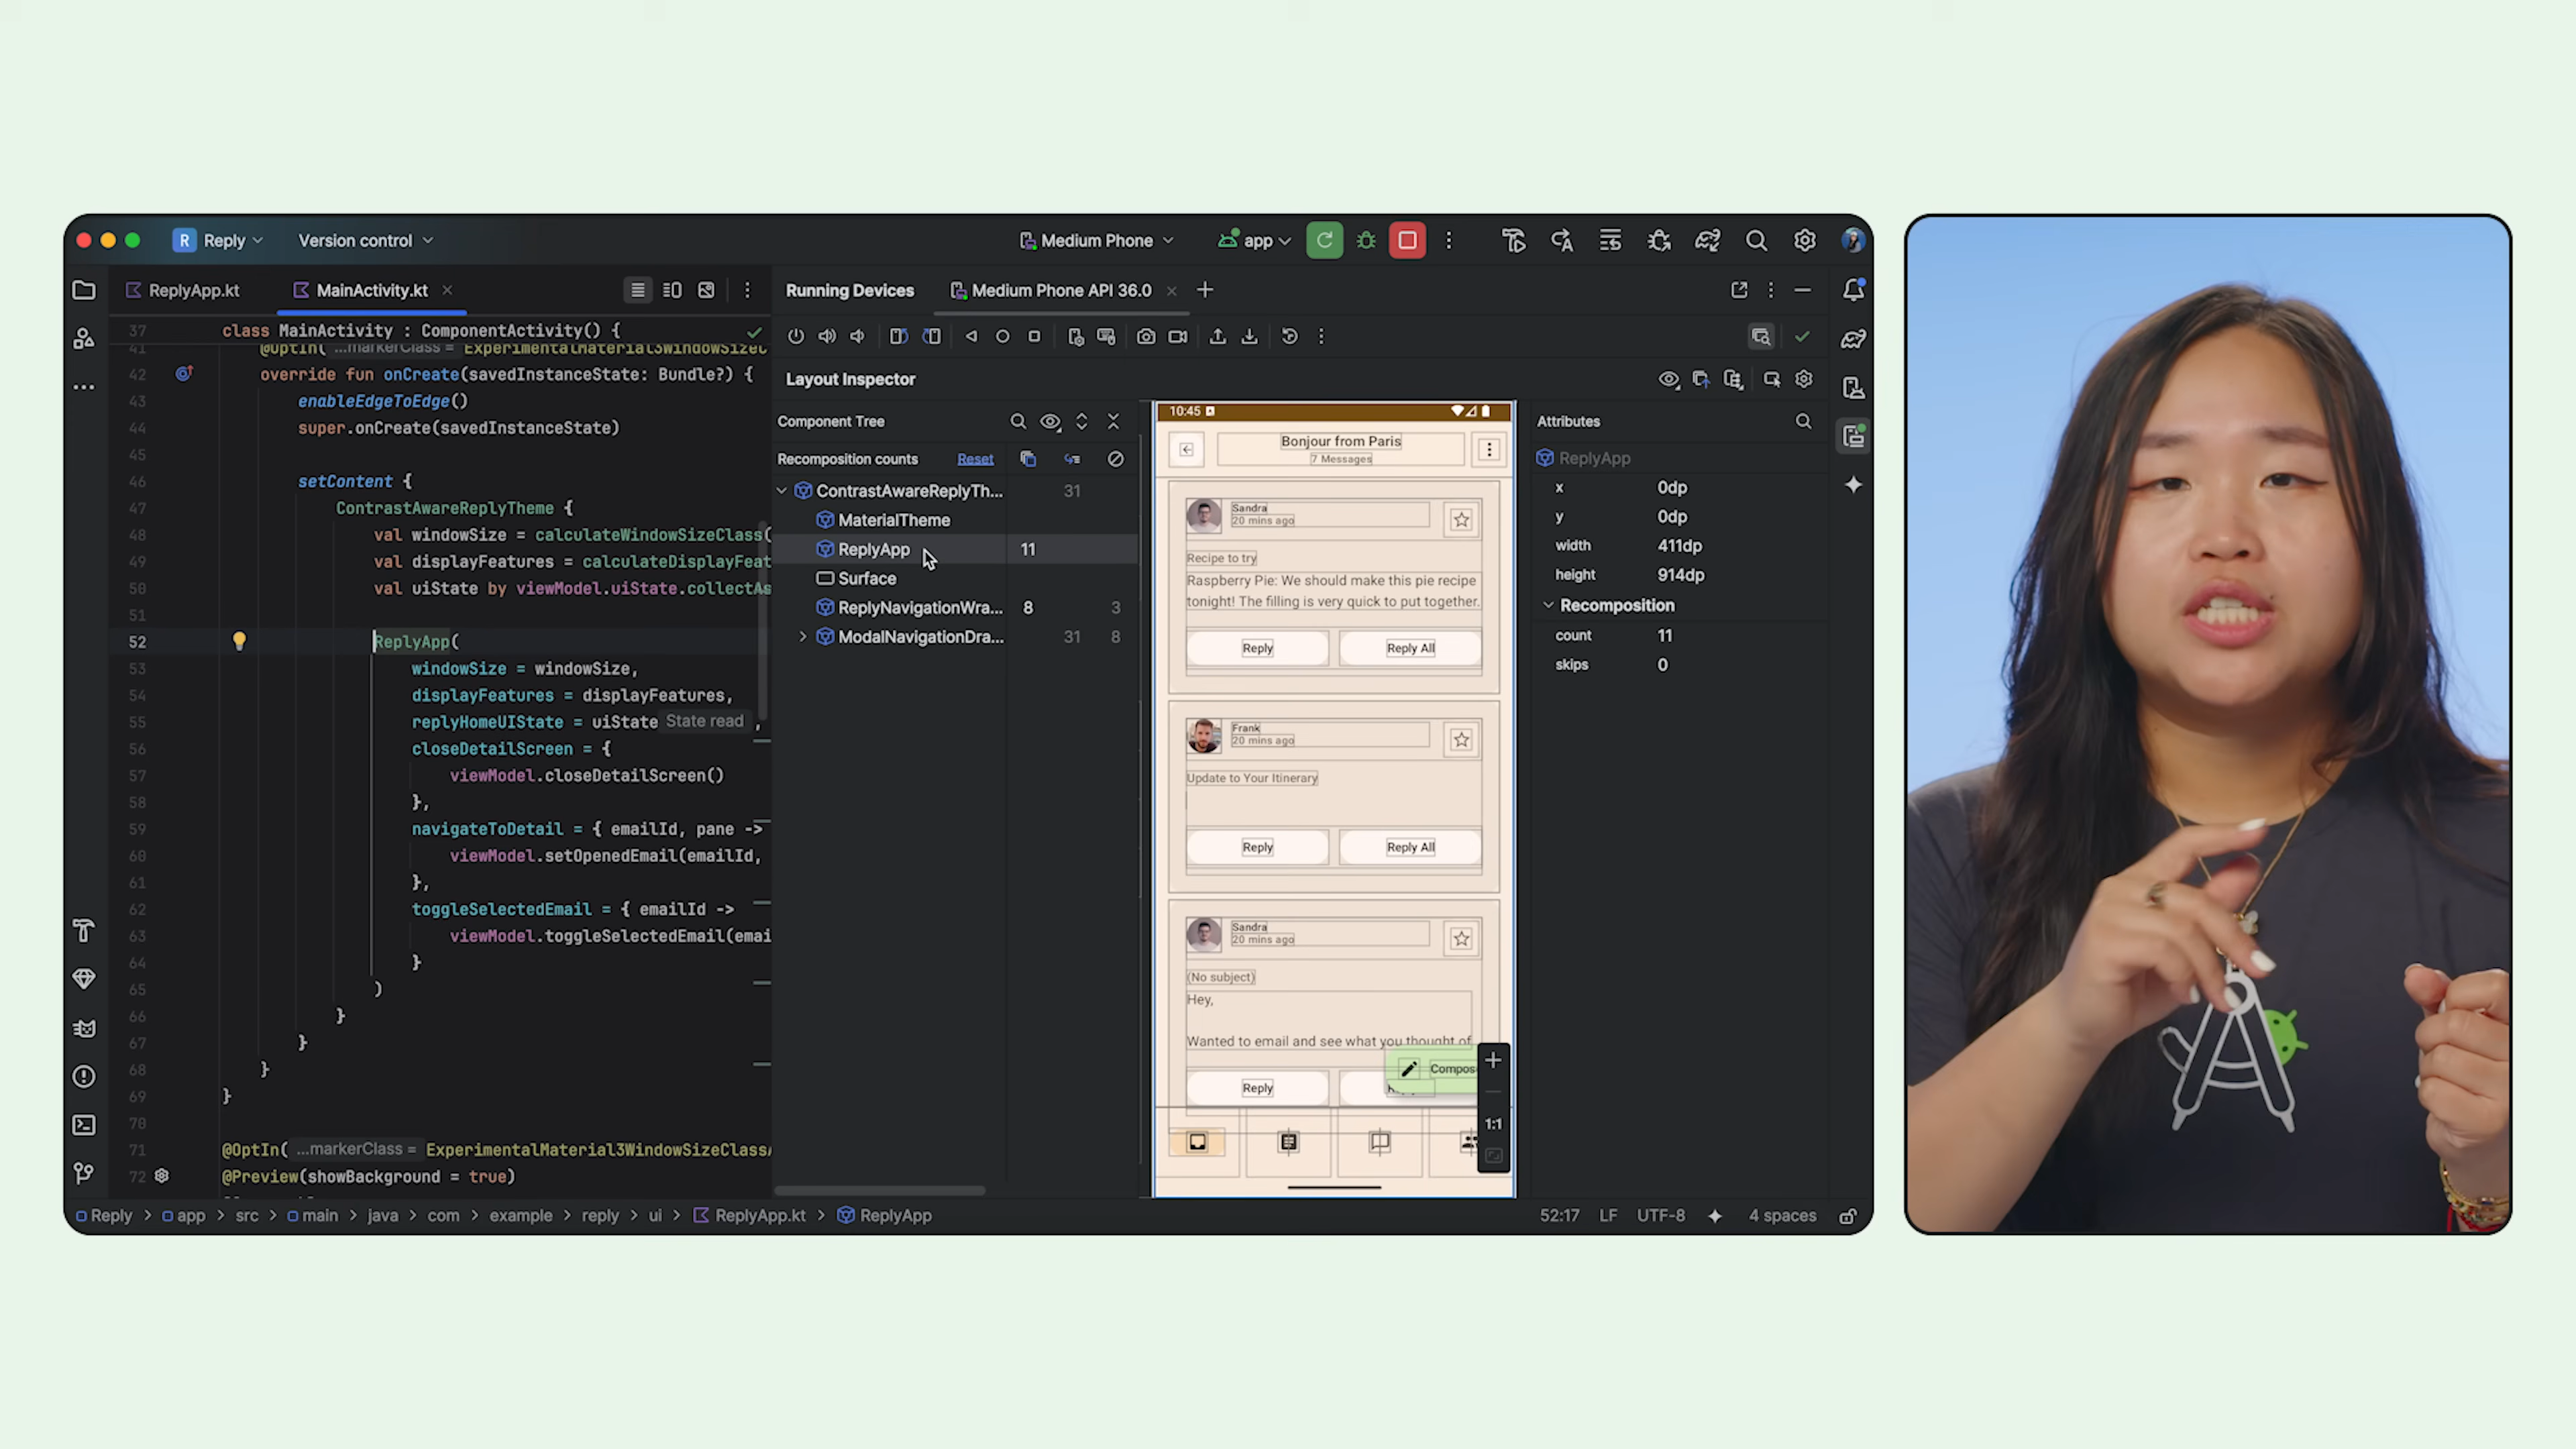 R Reply
Version control
Medium Phone
app
ReplyApp.kt
MainActivity.kt
37 class MainActivity : ComponentActivity() {
41 @OptIn( ...markerClass = ExperimentalMaterial3WindowSizeC
42 override fun onCreate(savedInstanceState: Bundle?) {
43 enableEdgeToEdge()
44 super.onCreate(savedInstanceState)
45
46 setContent {
47 ContrastAwareReplyTheme {
48 val windowSize = calculateWindowSizeClass(
49 val displayFeatures = calculateDisplayFeat
50 val uiState by viewModel.uiState.collectAs
51
52 ReplyApp(
53 windowSize = windowSize,
54 displayFeatures = displayFeatures,
55 replyHomeUIState = uiState State read ,
56 closeDetailScreen = {
57 viewModel.closeDetailScreen()
58 },
59 navigateToDetail = { emailId, pane ->
60 viewModel.setOpenedEmail(emailId,
61 },
62 toggleSelectedEmail = { emailId ->
63 viewModel.toggleSelectedEmail(emai
64 }
65 )
66 }
67 }
68 }
69 }
70
71 @OptIn( ...markerClass = ExperimentalMaterial3WindowSizeClassA
72 @Preview(showBackground = true)
Running Devices
Medium Phone API 36.0
Layout Inspector
Component Tree
Recomposition counts Reset
ContrastAwareReplyTh... 31
MaterialTheme
ReplyApp 11
Surface
ReplyNavigationWra... 8 3
ModalNavigationDra... 31 8
10:45
Bonjour from Paris
7 Messages
Sandra
20 mins ago
Recipe to try
Raspberry Pie: We should make this pie recipe
tonight! The filling is very quick to put together.
Reply Reply All
Frank
20 mins ago
Update to Your Itinerary
Reply Reply All
Sandra
20 mins ago
(No subject)
Hey,
Wanted to email and see what you thought of
Compos
Reply
1:1
Attributes
ReplyApp
x 0dp
y 0dp
width 411dp
height 914dp
Recomposition
count 11
skips 0
Reply > app > src > main > java > com > example > reply > ui > ReplyApp.kt > ReplyApp
52:17 LF UTF-8 4 spaces